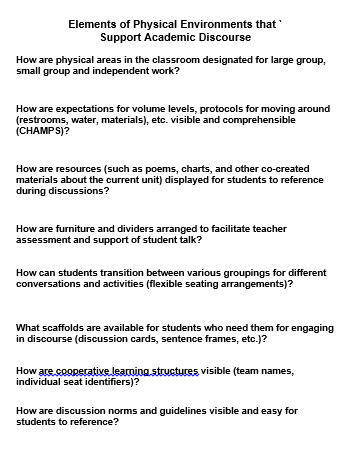 Elements of Physical Environments that `
Support Academic Discourse
How are physical areas in the classroom designated for large group,
small group and independent work?
How are expectations for volume levels, protocols for moving around
(restrooms, water, materials), etc. visible and comprehensible
(CHAMPS)?
How are resources (such as poems, charts, and other co-created
materials about the current unit) displayed for students to reference
during discussions?
How are furniture and dividers arranged to facilitate teacher
assessment and support of student talk?
How can students transition between various groupings for different
conversations and activities (flexible seating arrangements)?
What scaffolds are available for students who need them for engaging
in discourse (discussion cards, sentence frames, etc.)?
How are cooperative learning structures visible (team names,
individual seat identifiers)?
How are discussion norms and guidelines visible and easy for
students to reference?